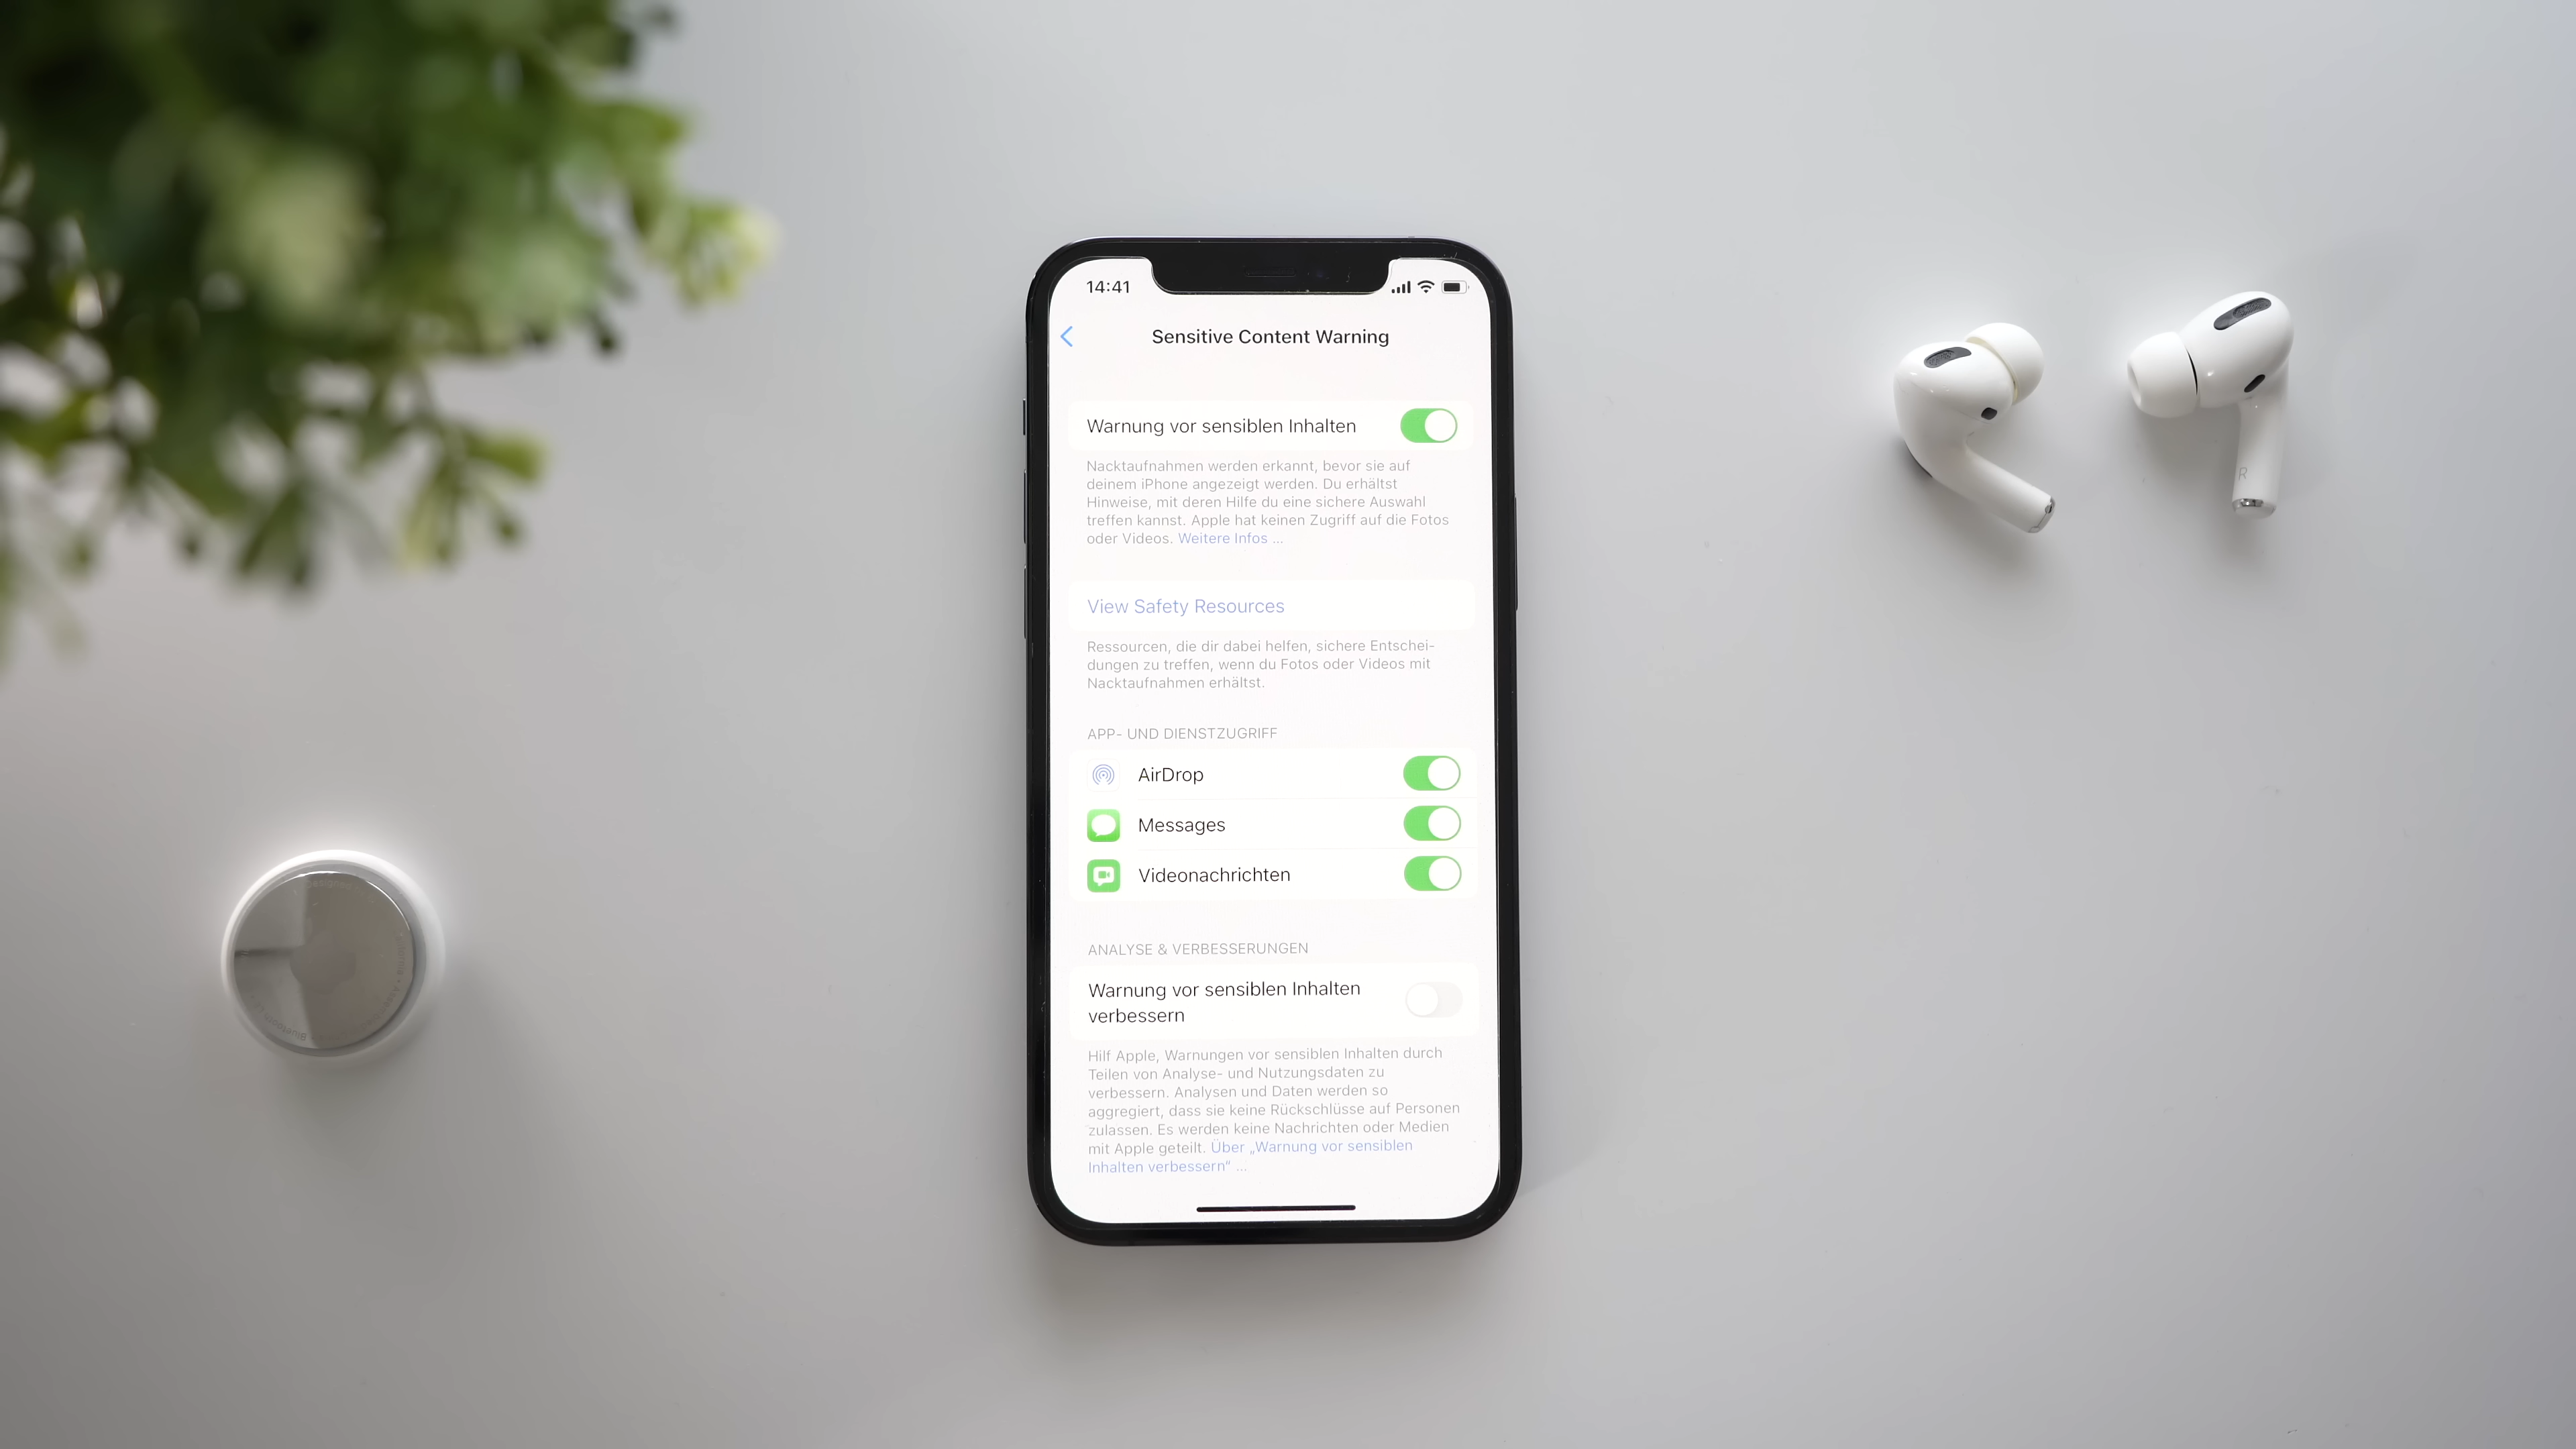 14:41
Sensitive Content Warning
Warnung vor sensiblen Inhalten
Nacktaufnahmen werden erkannt, bevor sie auf
deinem iPhone angezeigt werden. Du erhältst
Hinweise, mit deren Hilfe du eine sichere Auswahl
treffen kannst. Apple hat keinen Zugriff auf die Fotos
oder Videos. Weitere Infos ...
View Safety Resources
Ressourcen, die dir dabei helfen, sichere Entschei-
dungen zu treffen, wenn du Fotos oder Videos mit
Nacktaufnahmen erhältst.
APP- UND DIENSTZUGRIFF
AirDrop
Messages
Videonachrichten
ANALYSE & VERBESSERUNGEN
Warnung vor sensiblen Inhalten
verbessern
Hilf Apple, Warnungen vor sensiblen Inhalten durch
Teilen von Analyse- und Nutzungsdaten zu
verbessern. Analysen und Daten werden so
aggregiert, dass sie keine Rückschlüsse auf Personen
zulassen. Es werden keine Nachrichten oder Medien
mit Apple geteilt. Über „Warnung vor sensiblen
Inhalten verbessern“ ...
R